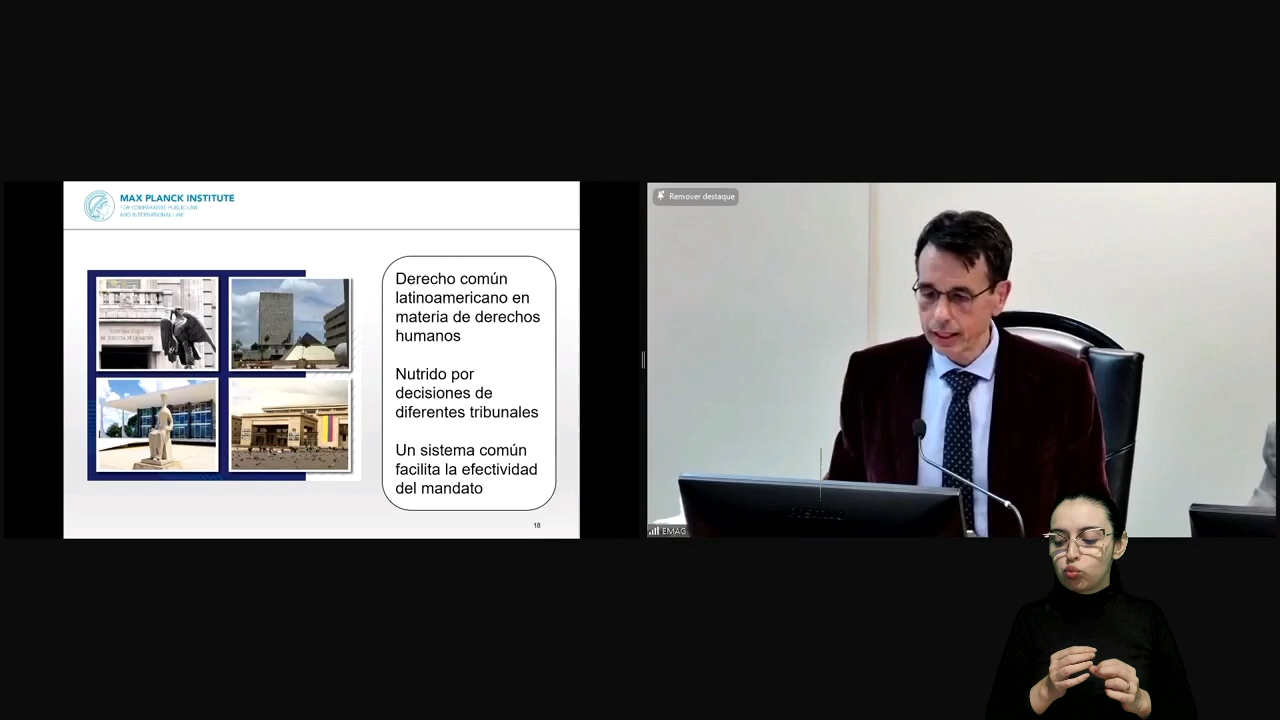 MAX PLANCK INSTITUTE
FOR COMPARATIVE PUBLIC LAW
AND INTERNATIONAL LAW
Derecho común
latinoamericano en
materia de derechos
humanos
Nutrido por
decisiones de
diferentes tribunales
Un sistema común
facilita la efectividad
del mandato
18
Remover destaque
EMAG